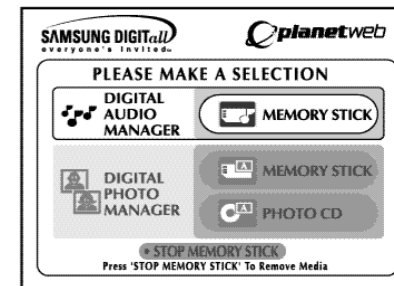 SAMSUNG DIGITall
everyone's invited™
planetweb
PLEASE MAKE A SELECTION
DIGITAL AUDIO MANAGER
MEMORY STICK
DIGITAL PHOTO MANAGER
MEMORY STICK
PHOTO CD
STOP MEMORY STICK
Press 'STOP MEMORY STICK' To Remove Media